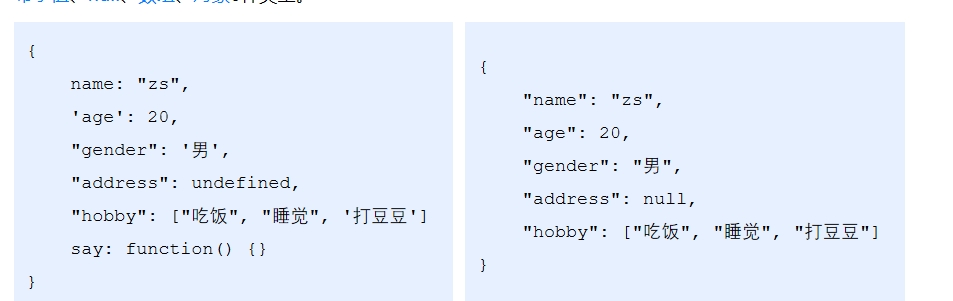 {
name: "zs",
'age': 20,
"gender": '男',
"address": undefined,
"hobby": ["吃饭", "睡觉", '打豆豆']
say: function() {}
}
{
"name": "zs",
"age": 20,
"gender": "男",
"address": null,
"hobby": ["吃饭", "睡觉", "打豆豆"]
}